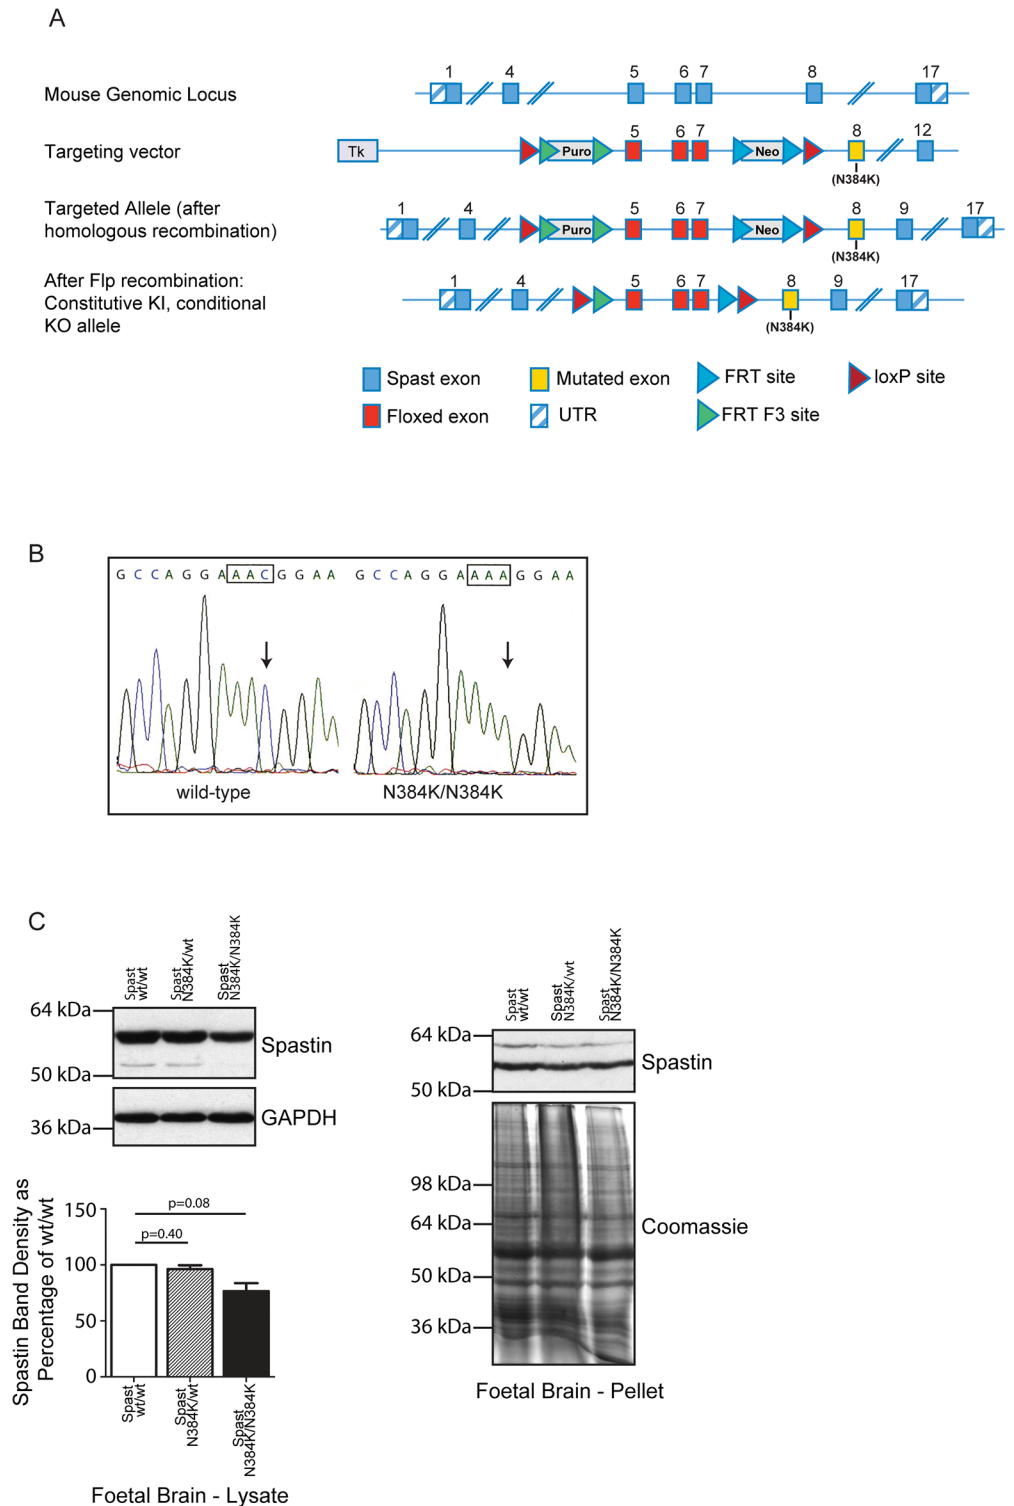 A
Mouse Genomic Locus
1 4 5 6 7 8 17
Targeting vector
Tk Puro 5 6 7 Neo 8 12
(N384K)
Targeted Allele (after
homologous recombination)
1 4 Puro 5 6 7 Neo 8 9 17
(N384K)
After Flp recombination:
Constitutive KI, conditional
KO allele
1 4 5 6 7 8 9 17
(N384K)
Spast exon
Mutated exon
FRT site
loxP site
Floxed exon
UTR
FRT F3 site
B
G C C A G G A A A C G G A A
G C C A G G A A A A G G A A
wild-type
N384K/N384K
C
Spast
wt/wt
Spast
N384K/wt
Spast
N384K/N384K
64 kDa
50 kDa
Spastin
36 kDa
GAPDH
Spastin Band Density as
Percentage of wt/wt
150
100
50
0
p=0.08
p=0.40
Spast
wt/wt
Spast
N384K/wt
Spast
N384K/N384K
Foetal Brain - Lysate
Spast
wt/wt
Spast
N384K/wt
Spast
N384K/N384K
64 kDa
50 kDa
Spastin
98 kDa
64 kDa
50 kDa
36 kDa
Coomassie
Foetal Brain - Pellet